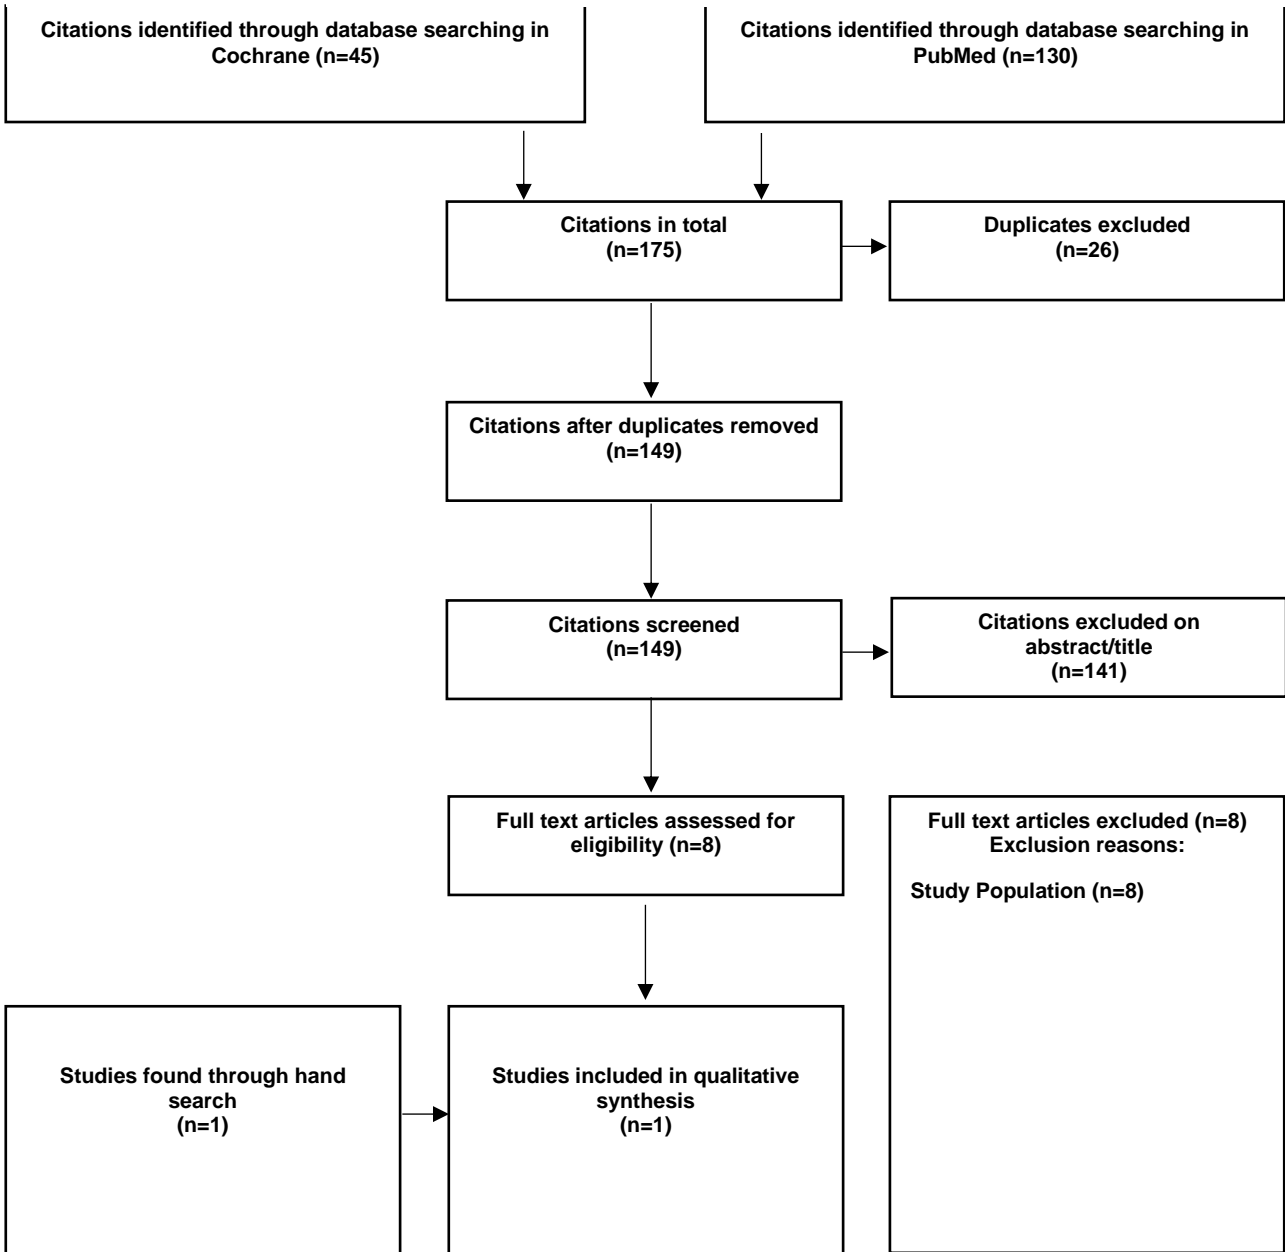 Citations identified through database searching in
Cochrane (n=45)
Citations identified through database searching in
PubMed (n=130)
Citations in total
(n=175)
Duplicates excluded
(n=26)
Citations after duplicates removed
(n=149)
Citations screened
(n=149)
Citations excluded on
abstract/title
(n=141)
Full text articles assessed for
eligibility (n=8)
Full text articles excluded (n=8)
Exclusion reasons:
Study Population (n=8)
Studies found through hand
search
(n=1)
Studies included in qualitative
synthesis
(n=1)